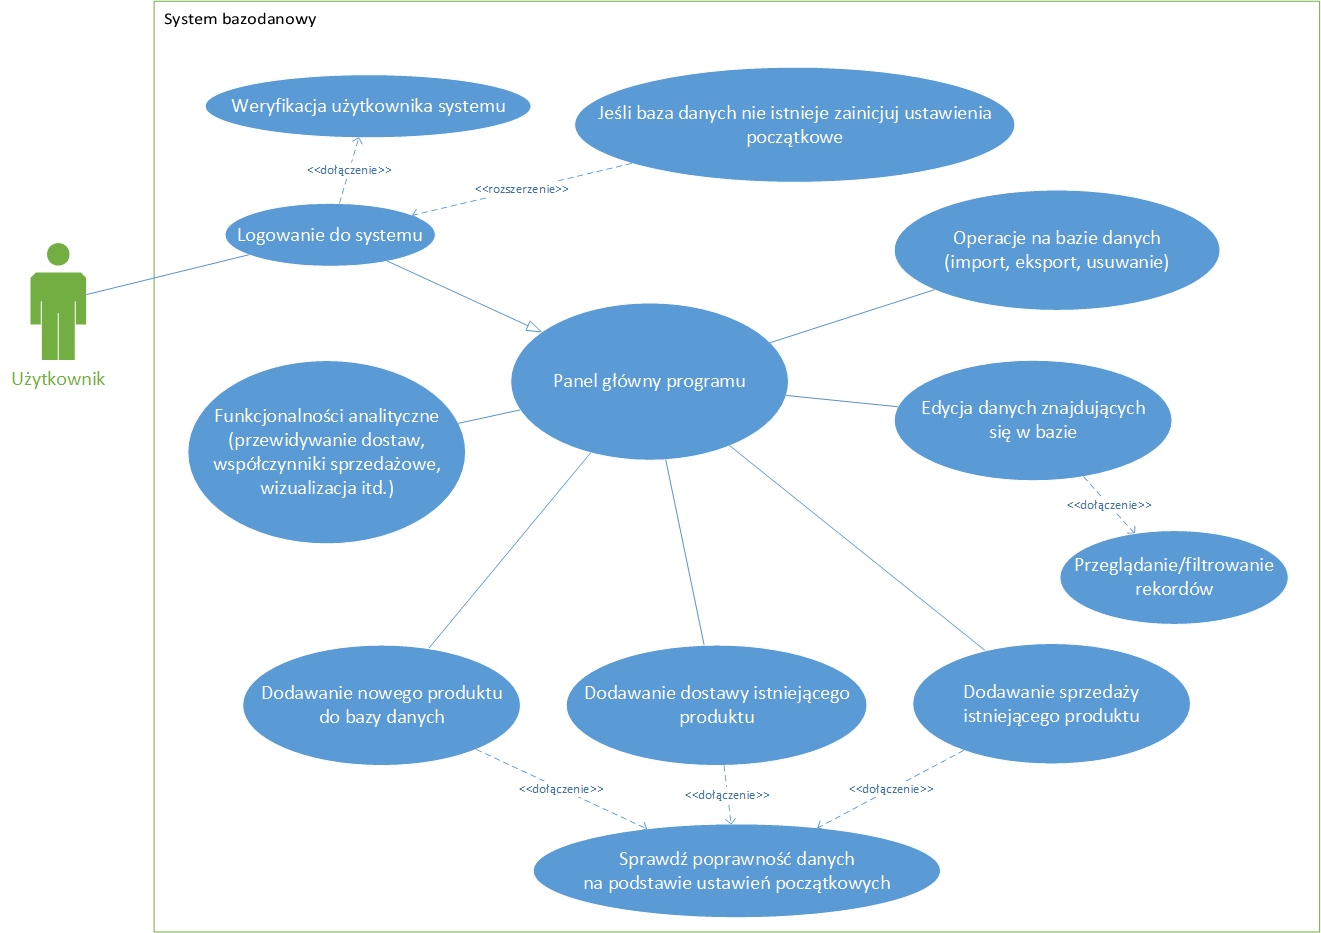 System bazodanowy
Weryfikacja użytkownika systemu
Jeśli baza danych nie istnieje zainicjuj ustawienia
początkowe
<<dołączenie>>
<<rozszerzenie>>
Logowanie do systemu
Operacje na bazie danych
(import, eksport, usuwanie)
Użytkownik
Panel główny programu
Funkcjonalności analityczne
(przewidywanie dostaw,
współczynniki sprzedażowe,
wizualizacja itd.)
Edycja danych znajdujących
się w bazie
<<dołączenie>>
Przeglądanie/filtrowanie
rekordów
Dodawanie nowego produktu
do bazy danych
Dodawanie dostawy istniejącego
produktu
Dodawanie sprzedaży
istniejącego produktu
<<dołączenie>>
<<dołączenie>>
<<dołączenie>>
Sprawdź poprawność danych
na podstawie ustawień początkowych